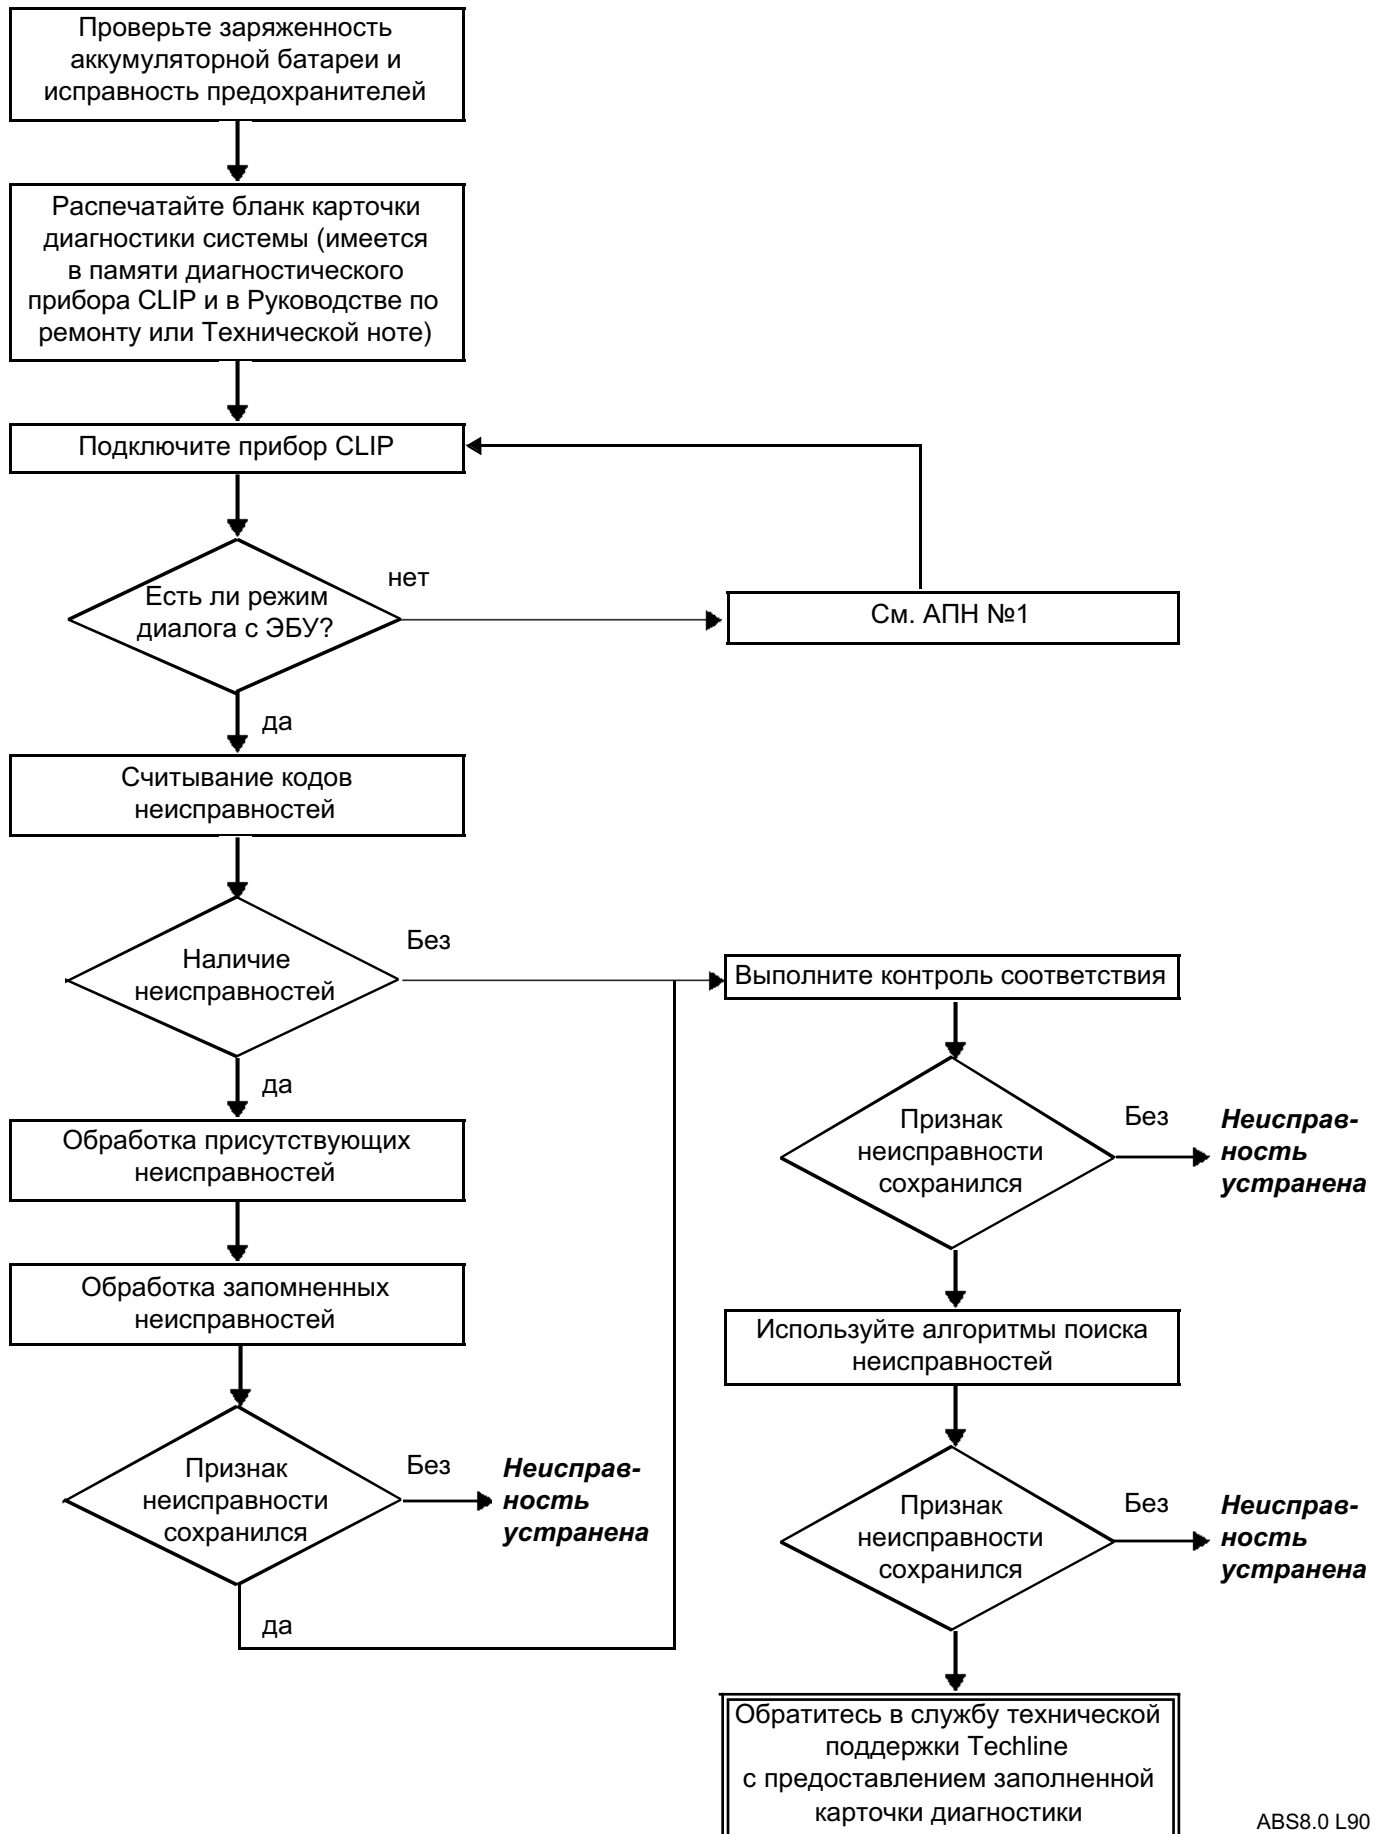 Проверьте заряженность
аккумуляторной батареи и
исправность предохранителей
Распечатайте бланк карточки
диагностики системы (имеется
в памяти диагностического
прибора CLIP и в Руководстве по
ремонту или Технической ноте)
Подключите прибор CLIP
Есть ли режим
диалога с ЭБУ?
нет
См. АПН №1
да
Считывание кодов
неисправностей
Наличие
неисправностей
Без
да
Обработка присутствующих
неисправностей
Обработка запомненных
неисправностей
Признак
неисправности
сохранился
Без
Неисправ-
ность
устранена
да
Выполните контроль соответствия
Признак
неисправности
сохранился
Без
Неисправ-
ность
устранена
Используйте алгоритмы поиска
неисправностей
Признак
неисправности
сохранился
Без
Неисправ-
ность
устранена
Обратитесь в службу технической
поддержки Techline
с предоставлением заполненной
карточки диагностики
ABS8.0 L90